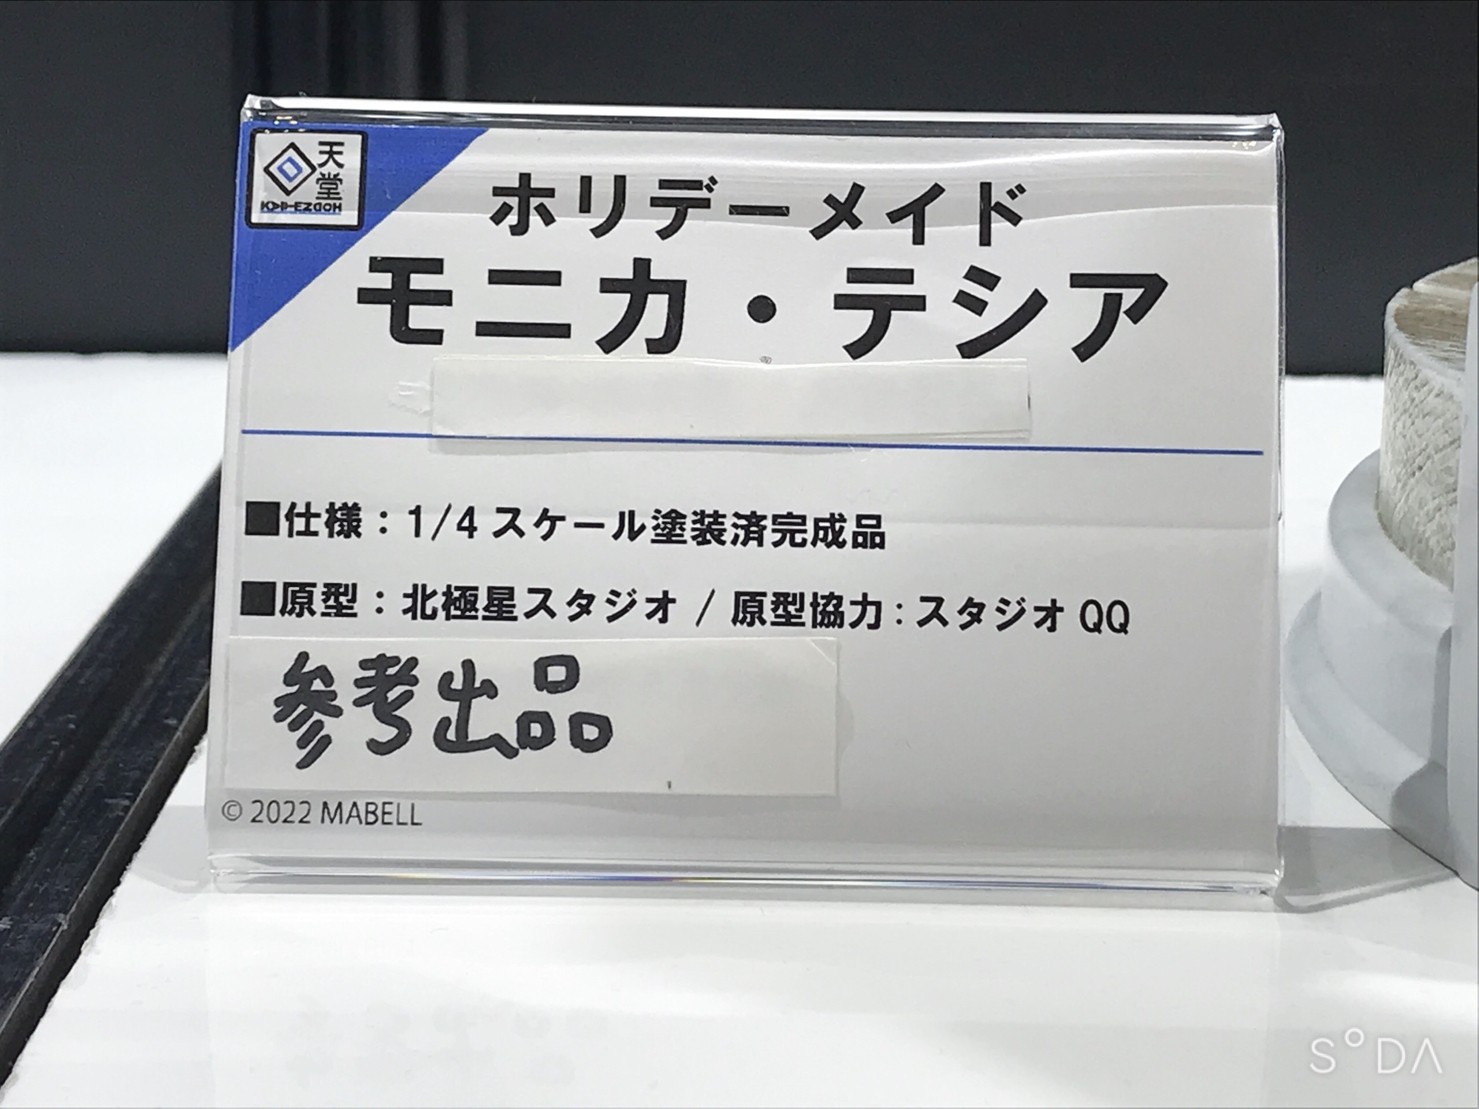 天堂
ホリデーメイド
モニカ・テシア
■仕様：1/4 スケール塗装済完成品
■原型：北極星スタジオ / 原型協力：スタジオ QQ
参考出品
© 2022 MABELL
SODA